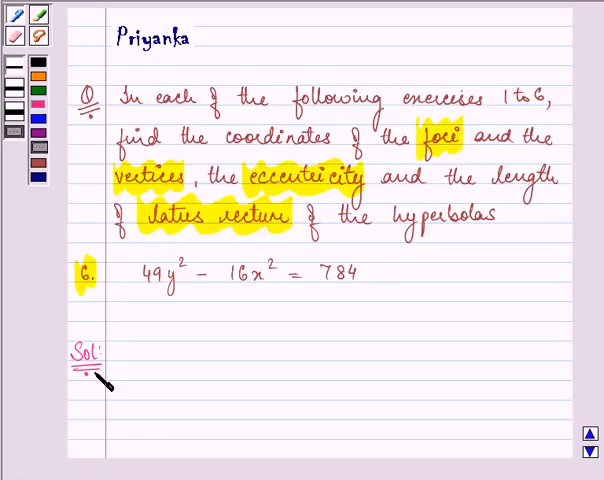 Priyanka
Q In each of the following exercises 1 to 6,
find the coordinates of the foci and the
vertices, the eccentricity and the length
of latus rectum of the hyperbolas
6. 49y² - 16x² = 784
Sol: